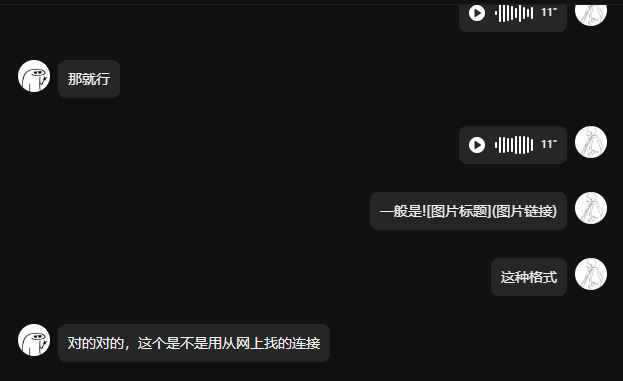 11"
那就行
11"
一般是![图片标题](图片链接)
这种格式
对的对的，这个是不是用从网上找的连接